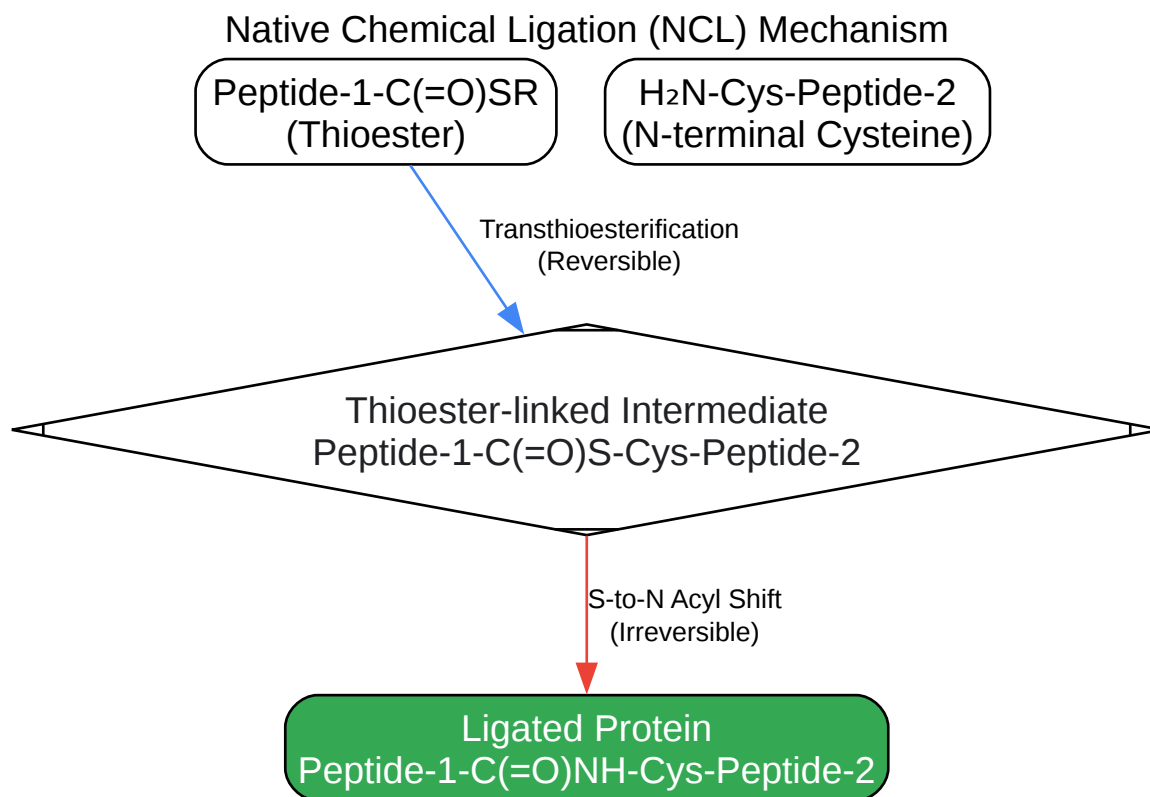 Native Chemical Ligation (NCL) Mechanism
Peptide-1-C(=O)SR
(Thioester)
H₂N-Cys-Peptide-2
(N-terminal Cysteine)
Transthioesterification
(Reversible)
Thioester-linked Intermediate
Peptide-1-C(=O)S-Cys-Peptide-2
S-to-N Acyl Shift
(Irreversible)
Ligated Protein
Peptide-1-C(=O)NH-Cys-Peptide-2